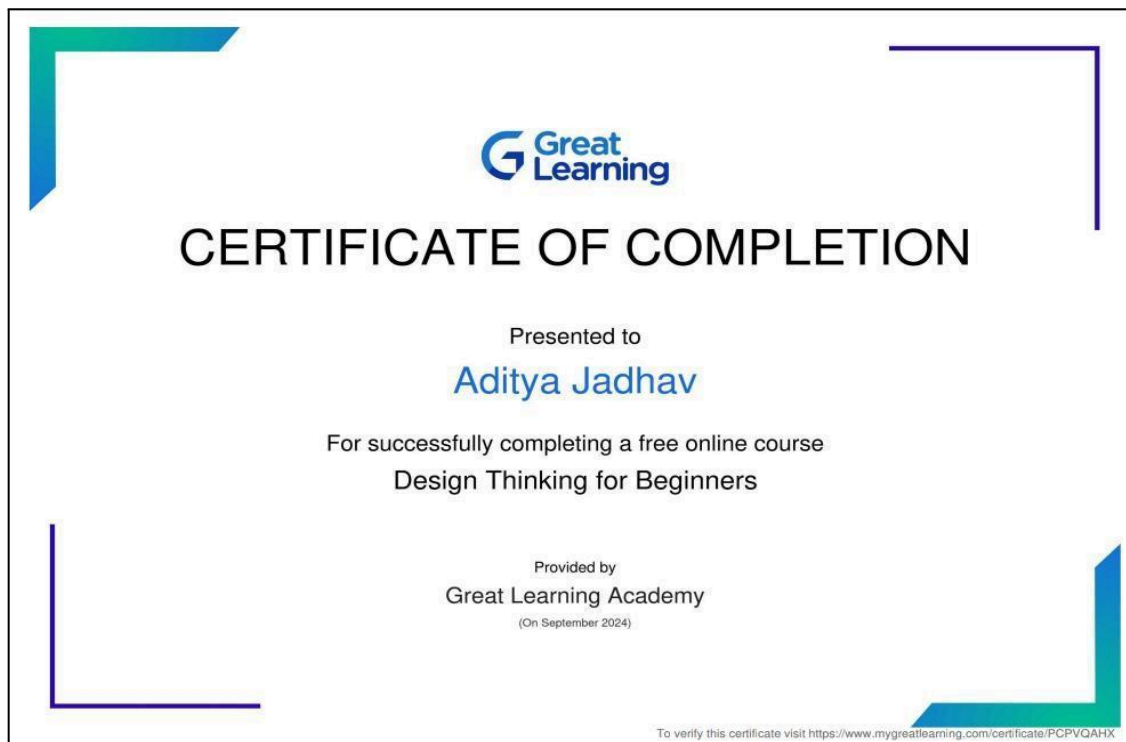 Great
Learning
CERTIFICATE OF COMPLETION
Presented to
Aditya Jadhav
For successfully completing a free online course
Design Thinking for Beginners
Provided by
Great Learning Academy
(On September 2024)
To verify this certificate visit https://www.mygreatlearning.com/certificate/PCPVQAHX